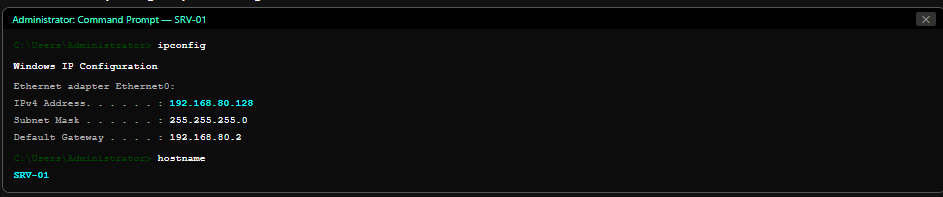 Administrator: Command Prompt — SRV-01
C:\Users\Administrator> ipconfig
Windows IP Configuration
Ethernet adapter Ethernet0:
IPv4 Address. . . . . . : 192.168.80.128
Subnet Mask . . . . . . : 255.255.255.0
Default Gateway . . . . : 192.168.80.2
C:\Users\Administrator> hostname
SRV-01